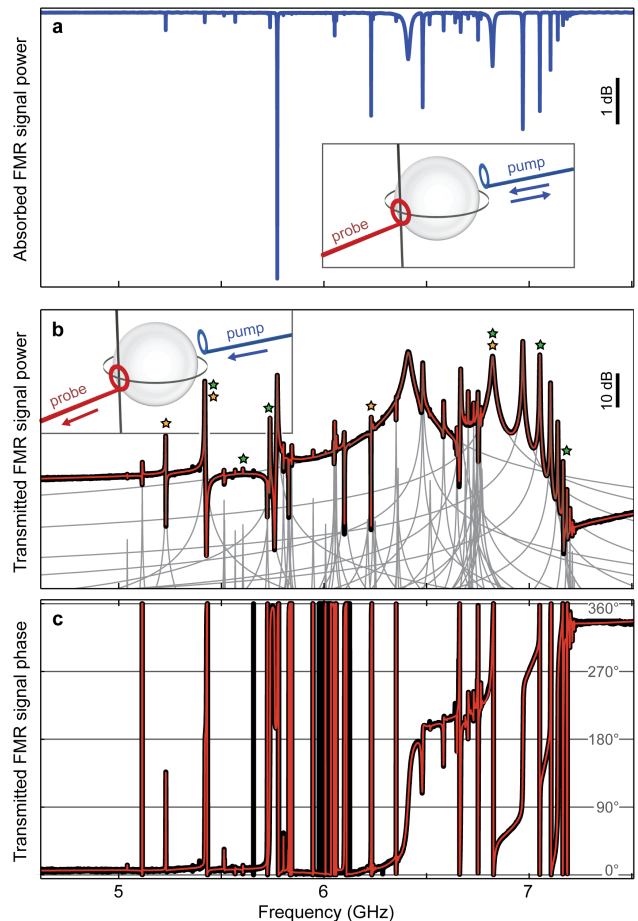 a
Absorbed FMR signal power
1 dB
pump
probe
b
Transmitted FMR signal power
pump
probe
10 dB
c
Transmitted FMR signal phase
360°
270°
180°
90°
0°
5
6
7
Frequency (GHz)